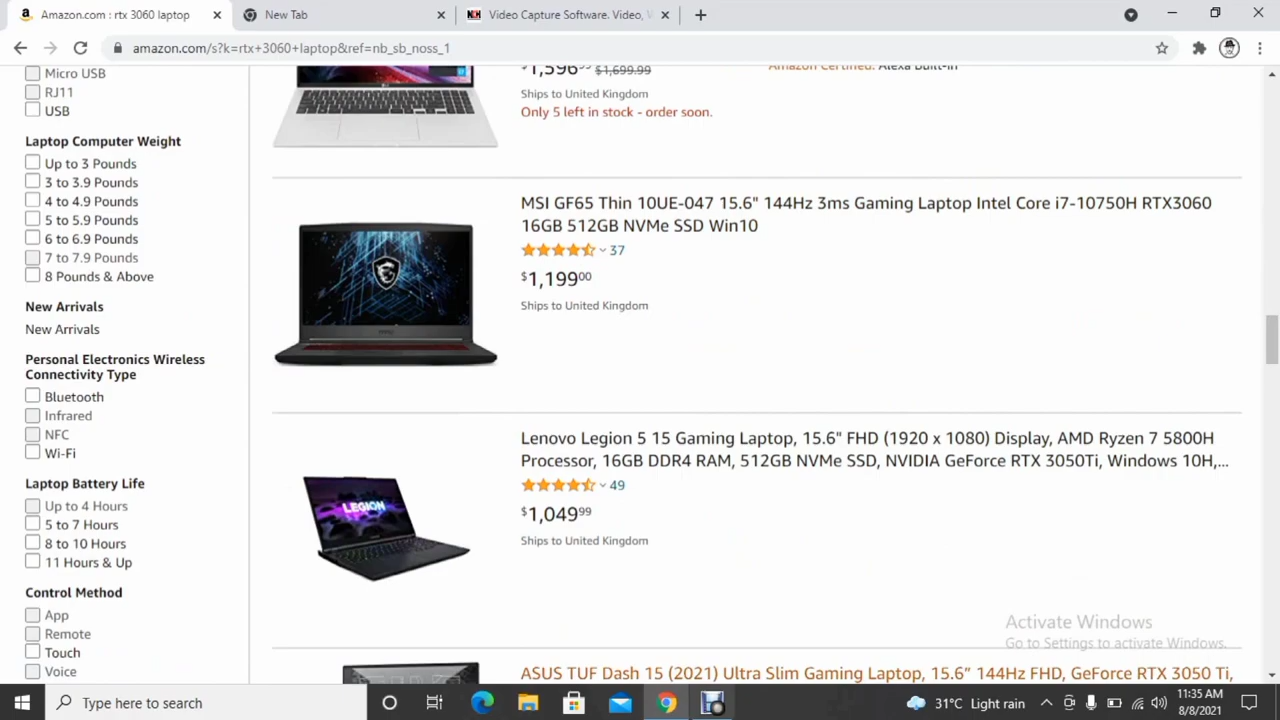 Amazon.com : rtx 3060 laptop
New Tab
NCH Video Capture Software. Video, W
amazon.com/s?k=rtx+3060+laptop&ref=nb_sb_noss_1
Micro USB
RJ11
USB
Laptop Computer Weight
Up to 3 Pounds
3 to 3.9 Pounds
4 to 4.9 Pounds
5 to 5.9 Pounds
6 to 6.9 Pounds
7 to 7.9 Pounds
8 Pounds & Above
New Arrivals
New Arrivals
Personal Electronics Wireless
Connectivity Type
Bluetooth
Infrared
NFC
Wi-Fi
Laptop Battery Life
Up to 4 Hours
5 to 7 Hours
8 to 10 Hours
11 Hours & Up
Control Method
App
Remote
Touch
Voice
$1,596 $1,699.99
Amazon Certified: Alexa Built-in
Ships to United Kingdom
Only 5 left in stock - order soon.
MSI GF65 Thin 10UE-047 15.6" 144Hz 3ms Gaming Laptop Intel Core i7-10750H RTX3060
16GB 512GB NVMe SSD Win10
37
$1,199.00
Ships to United Kingdom
LEGION
Lenovo Legion 5 15 Gaming Laptop, 15.6" FHD (1920 x 1080) Display, AMD Ryzen 7 5800H
Processor, 16GB DDR4 RAM, 512GB NVMe SSD, NVIDIA GeForce RTX 3050Ti, Windows 10H,...
49
$1,049.99
Ships to United Kingdom
ASUS TUF Dash 15 (2021) Ultra Slim Gaming Laptop, 15.6” 144Hz FHD, GeForce RTX 3050 Ti,
Activate Windows
Go to Settings to activate Windows.
Type here to search
31°C Light rain
11:35 AM
8/8/2021